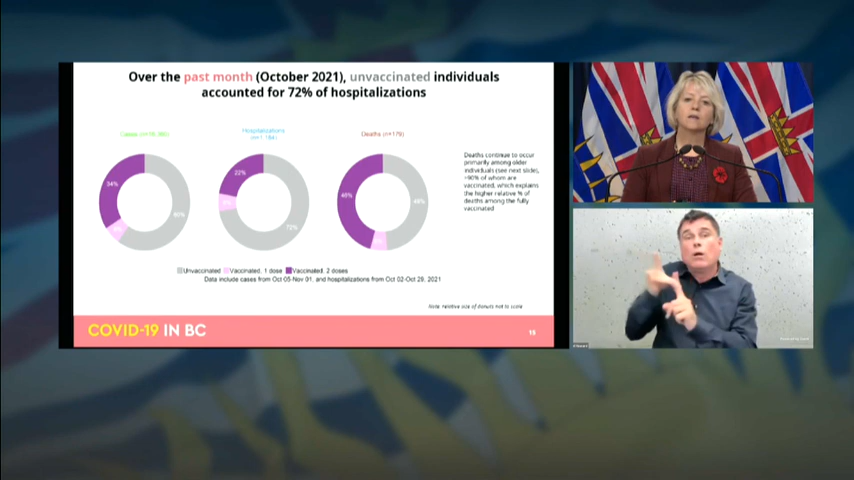 Over the past month (October 2021), unvaccinated individuals
accounted for 72% of hospitalizations
Hospitalizations
Deaths (n=179)
34%
22%
72%
48%
Deaths continue to occur
primarily among older
individuals (see next slide),
>90% of whom are
vaccinated, which explains
the higher relative % of
deaths among the fully
vaccinated
Unvaccinated Vaccinated, 1 dose Vaccinated, 2 doses
Data include cases from Oct 05-Nov 01, and hospitalizations from Oct 02-Oct 29, 2021
Note: relative size of donuts not to scale
COVID-19 IN BC